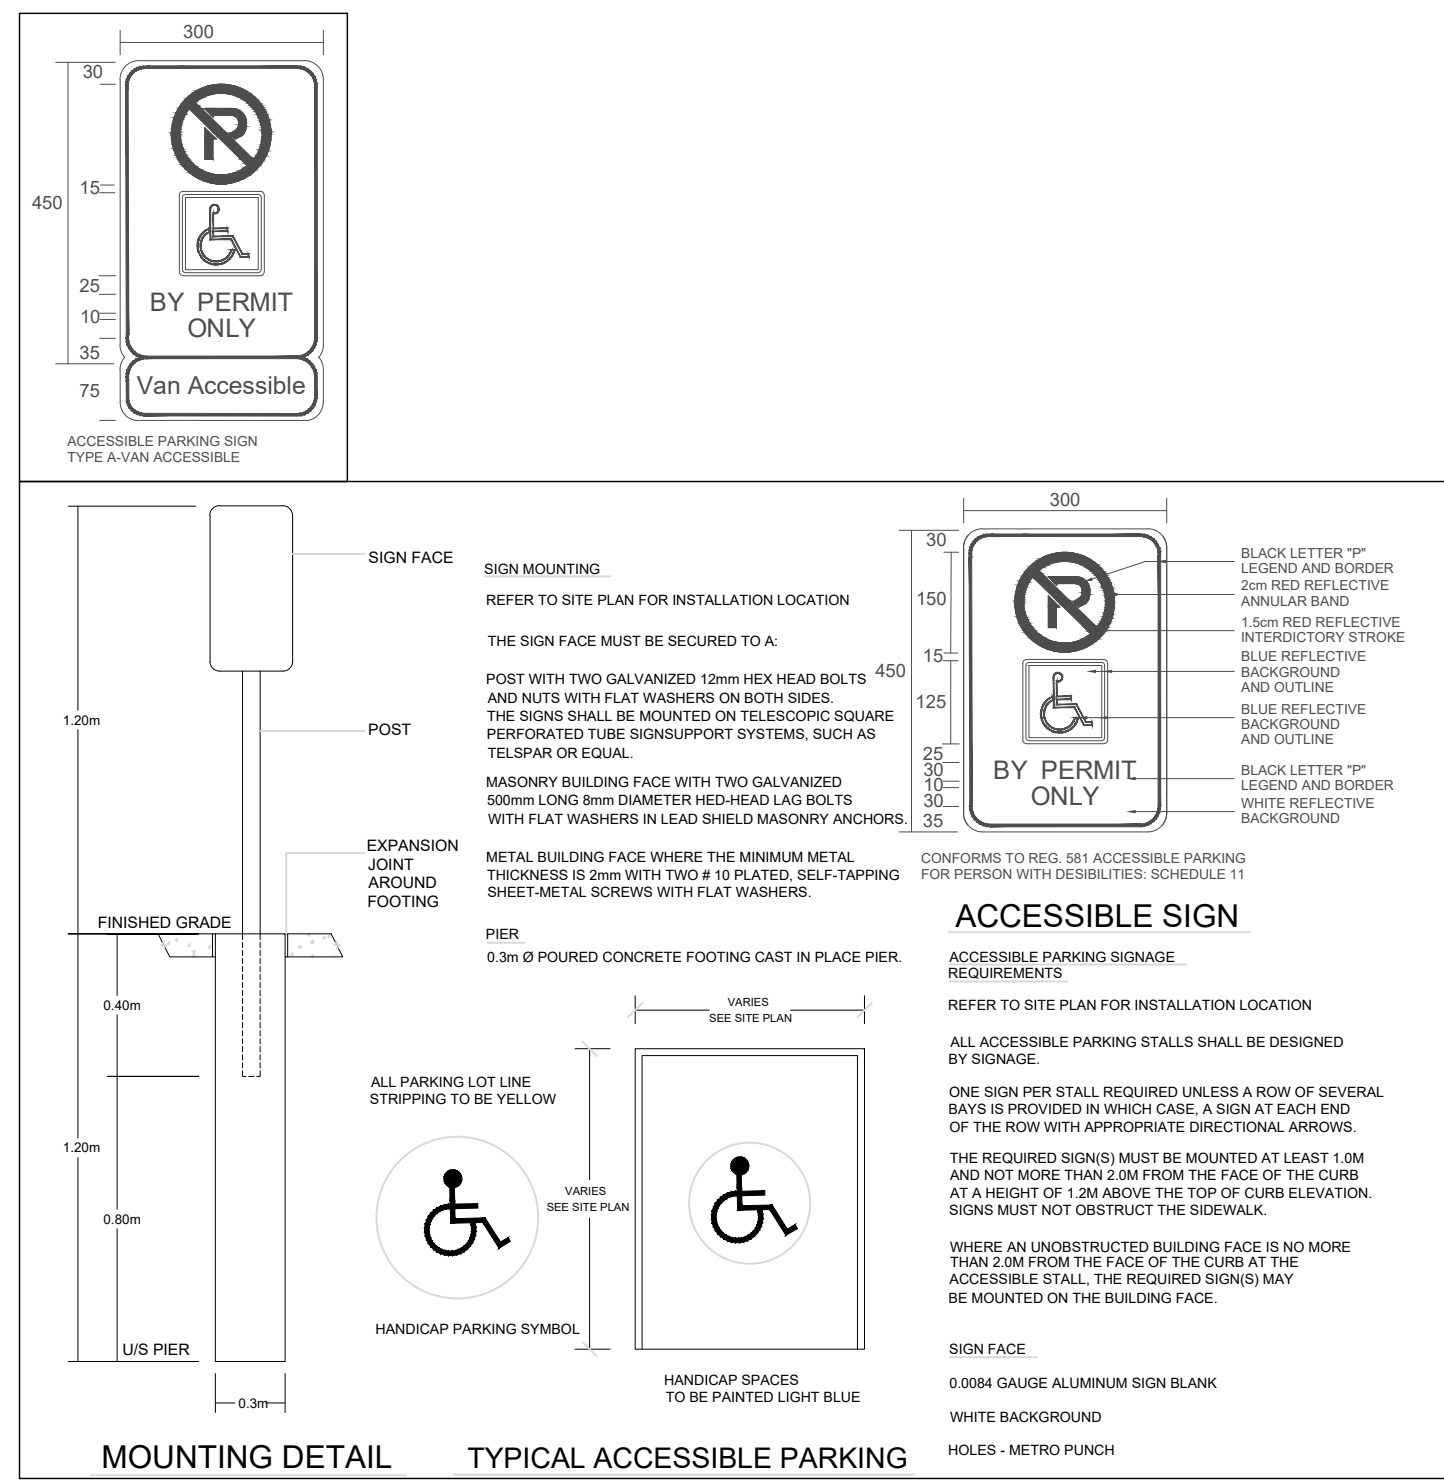 300
30
15
450
25
10
35
75
P
BY PERMIT
ONLY
Van Accessible
ACCESSIBLE PARKING SIGN
TYPE A-VAN ACCESSIBLE
1.20m
SIGN FACE
POST
EXPANSION
JOINT
AROUND
FOOTING
FINISHED GRADE
0.40m
1.20m
0.80m
U/S PIER
0.3m
MOUNTING DETAIL
SIGN MOUNTING
REFER TO SITE PLAN FOR INSTALLATION LOCATION
THE SIGN FACE MUST BE SECURED TO A:
POST WITH TWO GALVANIZED 12mm HEX HEAD BOLTS
AND NUTS WITH FLAT WASHERS ON BOTH SIDES.
THE SIGNS SHALL BE MOUNTED ON TELESCOPIC SQUARE
PERFORATED TUBE SIGNSUPPORT SYSTEMS, SUCH AS
TELSPAR OR EQUAL.
MASONRY BUILDING FACE WITH TWO GALVANIZED
500mm LONG 8mm DIAMETER HED-HEAD LAG BOLTS
WITH FLAT WASHERS IN LEAD SHIELD MASONRY ANCHORS.
METAL BUILDING FACE WHERE THE MINIMUM METAL
THICKNESS IS 2mm WITH TWO # 10 PLATED, SELF-TAPPING
SHEET-METAL SCREWS WITH FLAT WASHERS.
PIER
0.3m Ø POURED CONCRETE FOOTING CAST IN PLACE PIER.
VARIES
SEE SITE PLAN
ALL PARKING LOT LINE
STRIPPING TO BE YELLOW
VARIES
SEE SITE PLAN
HANDICAP PARKING SYMBOL
HANDICAP SPACES
TO BE PAINTED LIGHT BLUE
TYPICAL ACCESSIBLE PARKING
300
30
150
15
450
125
25
30
10
30
35
P
BY PERMIT
ONLY
BLACK LETTER "P"
LEGEND AND BORDER
2cm RED REFLECTIVE
ANNULAR BAND
1.5cm RED REFLECTIVE
INTERDICTORY STROKE
BLUE REFLECTIVE
BACKGROUND
AND OUTLINE
BLUE REFLECTIVE
BACKGROUND
AND OUTLINE
BLACK LETTER "P"
LEGEND AND BORDER
WHITE REFLECTIVE
BACKGROUND
CONFORMS TO REG. 581 ACCESSIBLE PARKING
FOR PERSON WITH DESIBILITIES: SCHEDULE 11
ACCESSIBLE SIGN
ACCESSIBLE PARKING SIGNAGE
REQUIREMENTS
REFER TO SITE PLAN FOR INSTALLATION LOCATION
ALL ACCESSIBLE PARKING STALLS SHALL BE DESIGNED
BY SIGNAGE.
ONE SIGN PER STALL REQUIRED UNLESS A ROW OF SEVERAL
BAYS IS PROVIDED IN WHICH CASE, A SIGN AT EACH END
OF THE ROW WITH APPROPRIATE DIRECTIONAL ARROWS.
THE REQUIRED SIGN(S) MUST BE MOUNTED AT LEAST 1.0M
AND NOT MORE THAN 2.0M FROM THE FACE OF THE CURB
AT A HEIGHT OF 1.2M ABOVE THE TOP OF CURB ELEVATION.
SIGNS MUST NOT OBSTRUCT THE SIDEWALK.
WHERE AN UNOBSTRUCTED BUILDING FACE IS NO MORE
THAN 2.0M FROM THE FACE OF THE CURB AT THE
ACCESSIBLE STALL, THE REQUIRED SIGN(S) MAY
BE MOUNTED ON THE BUILDING FACE.
SIGN FACE
0.0084 GAUGE ALUMINUM SIGN BLANK
WHITE BACKGROUND
HOLES - METRO PUNCH